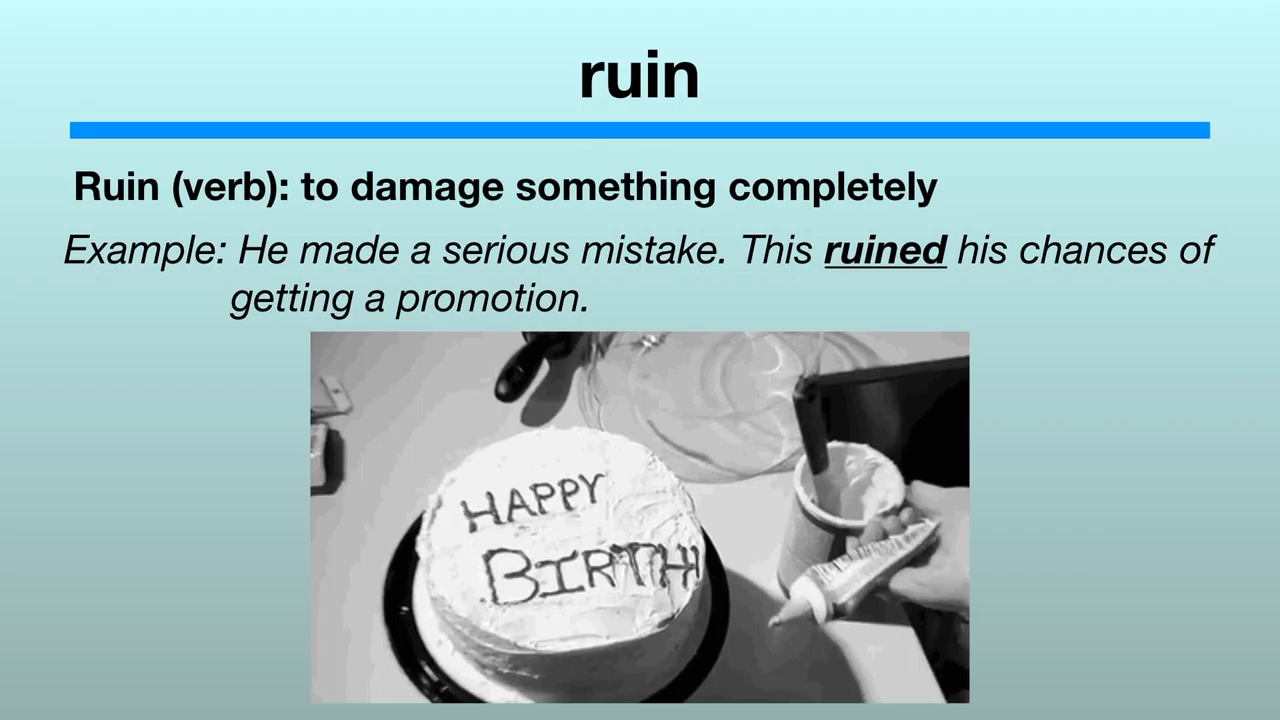 ruin
Ruin (verb): to damage something completely
Example: He made a serious mistake. This ruined his chances of
getting a promotion.
HAPPY
BIRTH